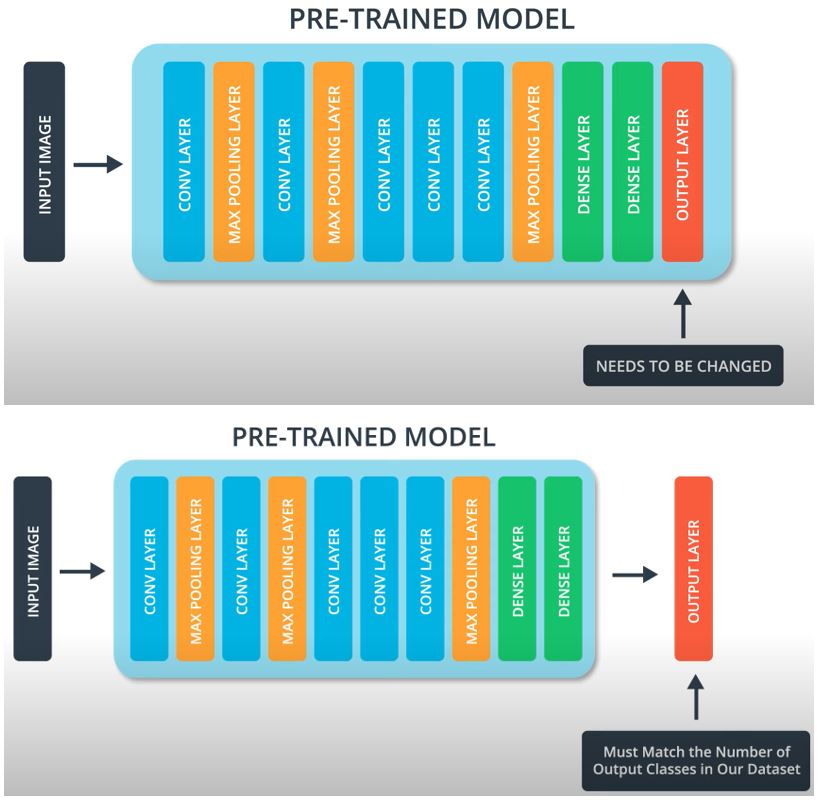 PRE-TRAINED MODEL
INPUT IMAGE
CONV LAYER
MAX POOLING LAYER
CONV LAYER
MAX POOLING LAYER
CONV LAYER
CONV LAYER
CONV LAYER
MAX POOLING LAYER
DENSE LAYER
DENSE LAYER
OUTPUT LAYER
NEEDS TO BE CHANGED
PRE-TRAINED MODEL
INPUT IMAGE
CONV LAYER
MAX POOLING LAYER
CONV LAYER
MAX POOLING LAYER
CONV LAYER
CONV LAYER
CONV LAYER
MAX POOLING LAYER
DENSE LAYER
DENSE LAYER
OUTPUT LAYER
Must Match the Number of
Output Classes in Our Dataset